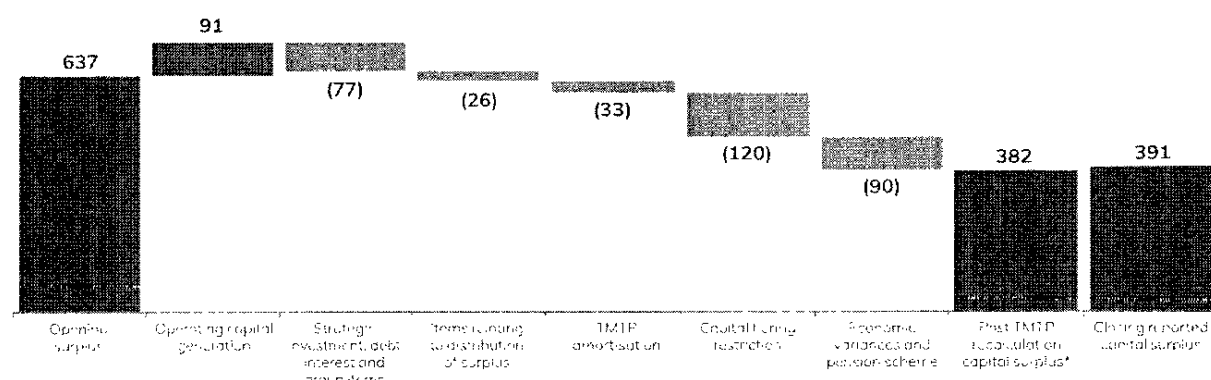 637
91
(77)
(26)
(33)
(120)
(90)
382
391
Opening
surplus
Operating capital
generation
Strategic
investment, debt
interest and
Items relating
to distribution
of surplus
TMTP
amortisation
Capital tiering
restriction
Economic
variances and
pension scheme
Post TMTP
recalculation
capital surplus*
Closing reported
capital surplus